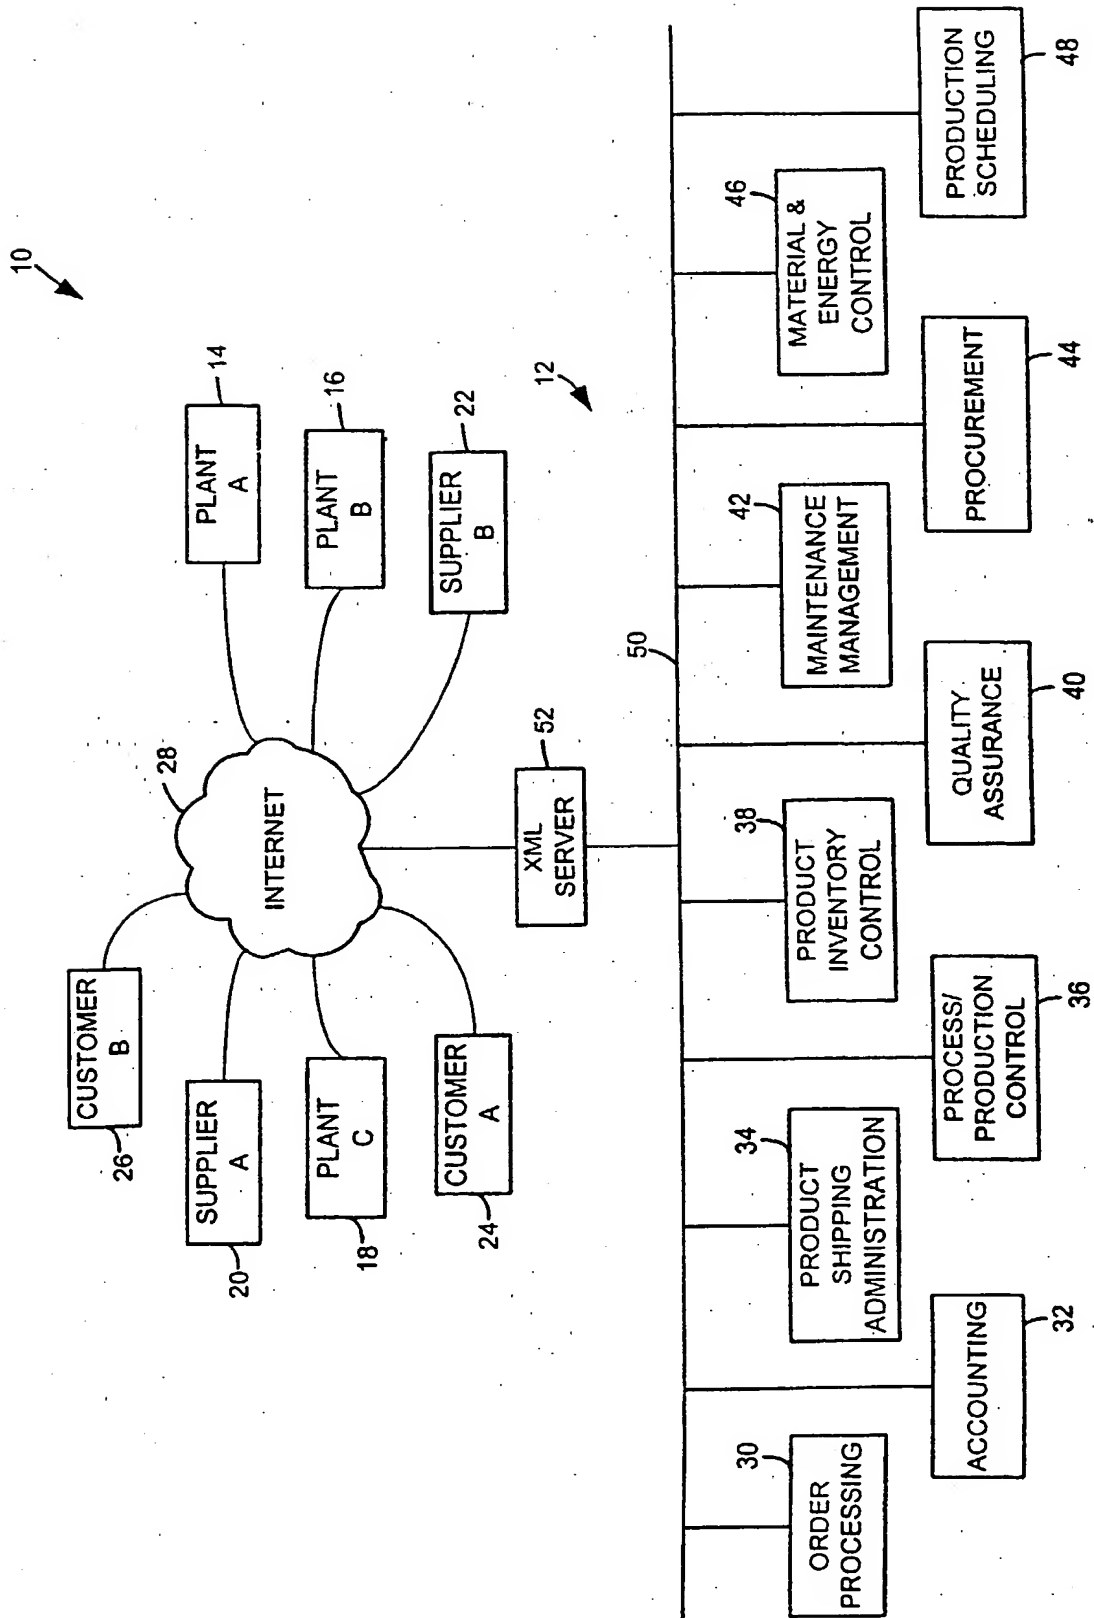 10
28
INTERNET
CUSTOMER
B
26
SUPPLIER
A
20
PLANT
C
18
CUSTOMER
A
24
PLANT
A
14
PLANT
B
16
SUPPLIER
B
22
XML
SERVER
52
12
50
ORDER
PROCESSING
30
ACCOUNTING
32
PRODUCT
SHIPPING
ADMINISTRATION
34
PROCESS/
PRODUCTION
CONTROL
36
PRODUCT
INVENTORY
CONTROL
38
QUALITY
ASSURANCE
40
MAINTENANCE
MANAGEMENT
42
PROCUREMENT
44
MATERIAL &
ENERGY
CONTROL
46
PRODUCTION
SCHEDULING
48